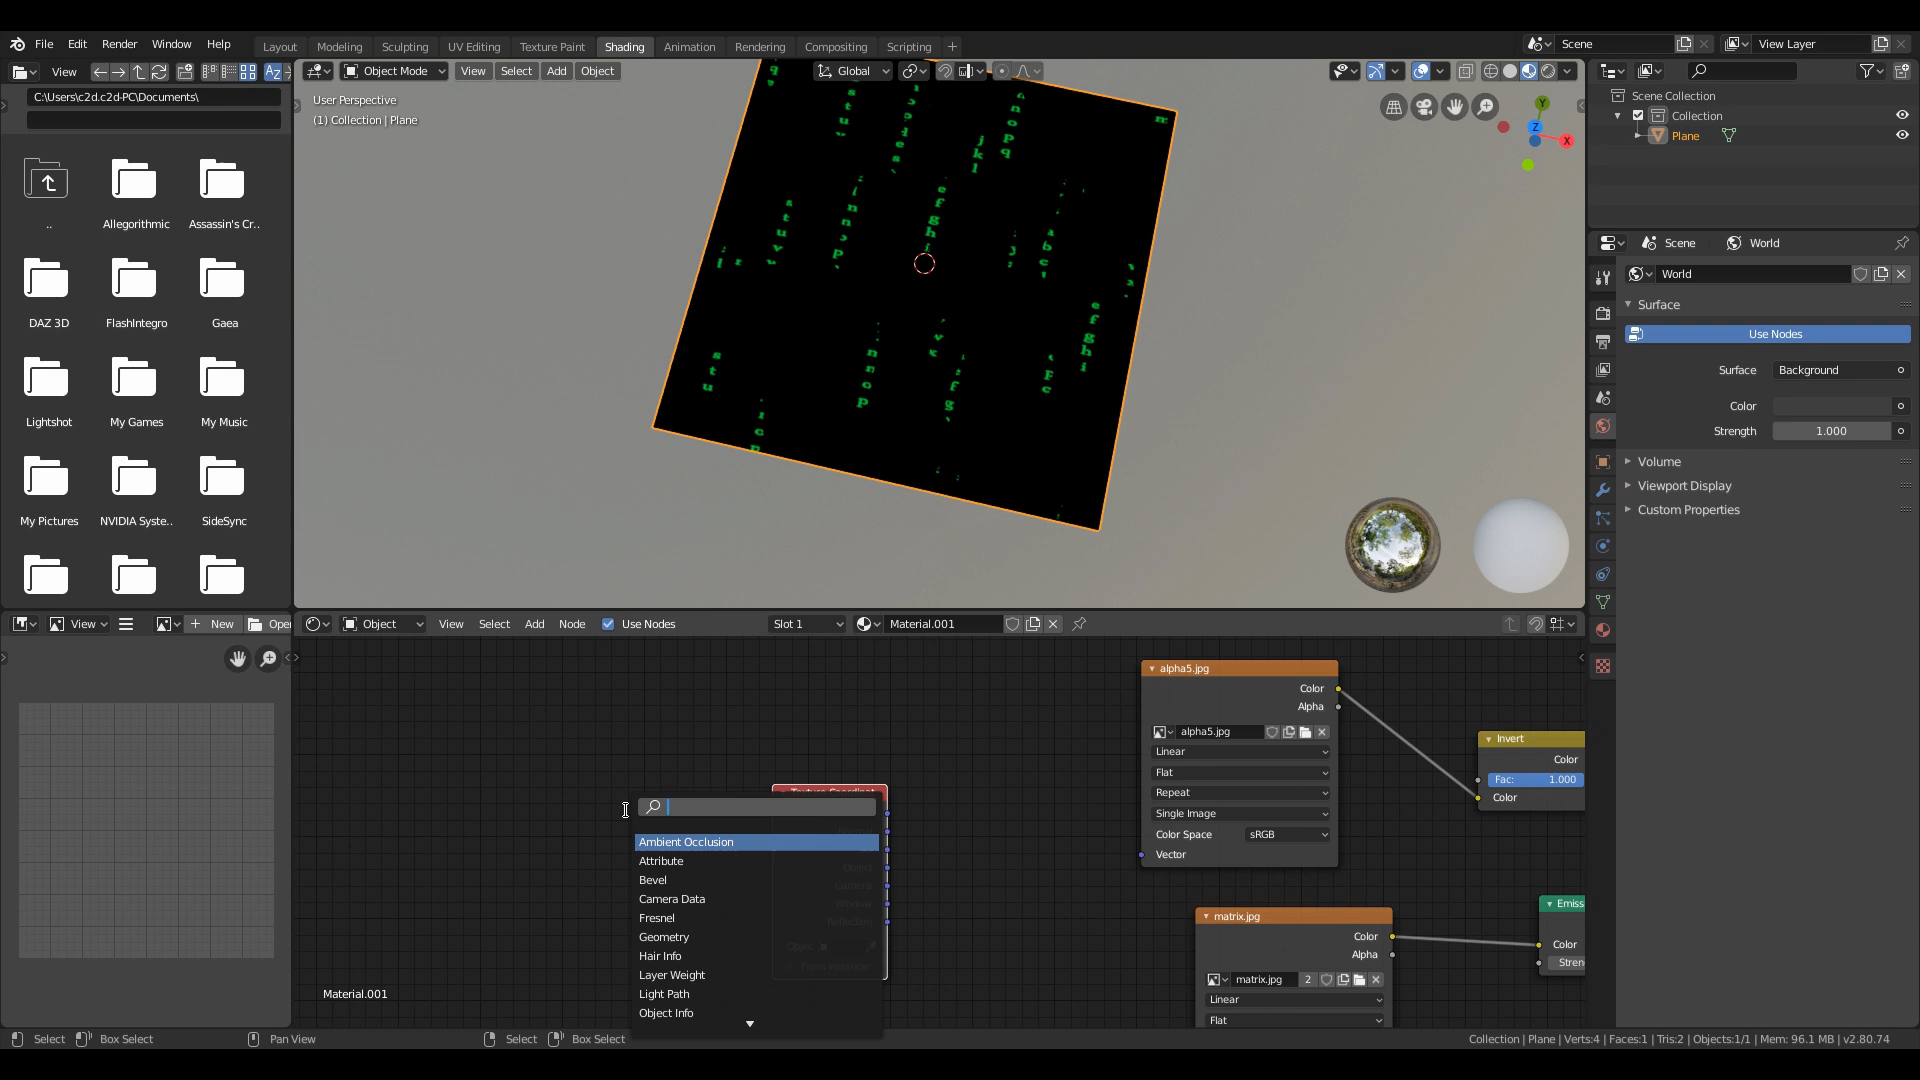 File Edit Render Window Help
Layout Modeling Sculpting UV Editing Texture Paint Shading Animation Rendering Compositing Scripting +
Scene
View Layer
View
C:\Users\c2d.c2d-PC\Documents\
..
Allegorithmic
Assassin's Cr..
DAZ 3D
FlashIntegro
Gaea
Lightshot
My Games
My Music
My Pictures
NVIDIA Syste..
SideSync
Object Mode View Select Add Object
Global
User Perspective
(1) Collection | Plane
Y
Z
X
Scene Collection
Collection
Plane
Scene
World
World
Surface
Use Nodes
Surface Background
Color
Strength 1.000
Volume
Viewport Display
Custom Properties
View
New
Open
Object View Select Add Node Use Nodes
Slot 1
Material.001
Ambient Occlusion
Attribute
Bevel
Camera Data
Fresnel
Geometry
Hair Info
Layer Weight
Light Path
Object Info
Object
Camera
Window
Reflection
Material.001
alpha5.jpg
Color
Alpha
alpha5.jpg
Linear
Flat
Repeat
Single Image
Color Space sRGB
Vector
Invert
Color
Fac: 1.000
Color
matrix.jpg
Color
Alpha
matrix.jpg 2
Linear
Flat
Emiss
Color
Stren
Select Box Select Pan View Select Box Select
Collection | Plane | Verts:4 | Faces:1 | Tris:2 | Objects:1/1 | Mem: 96.1 MB | v2.80.74